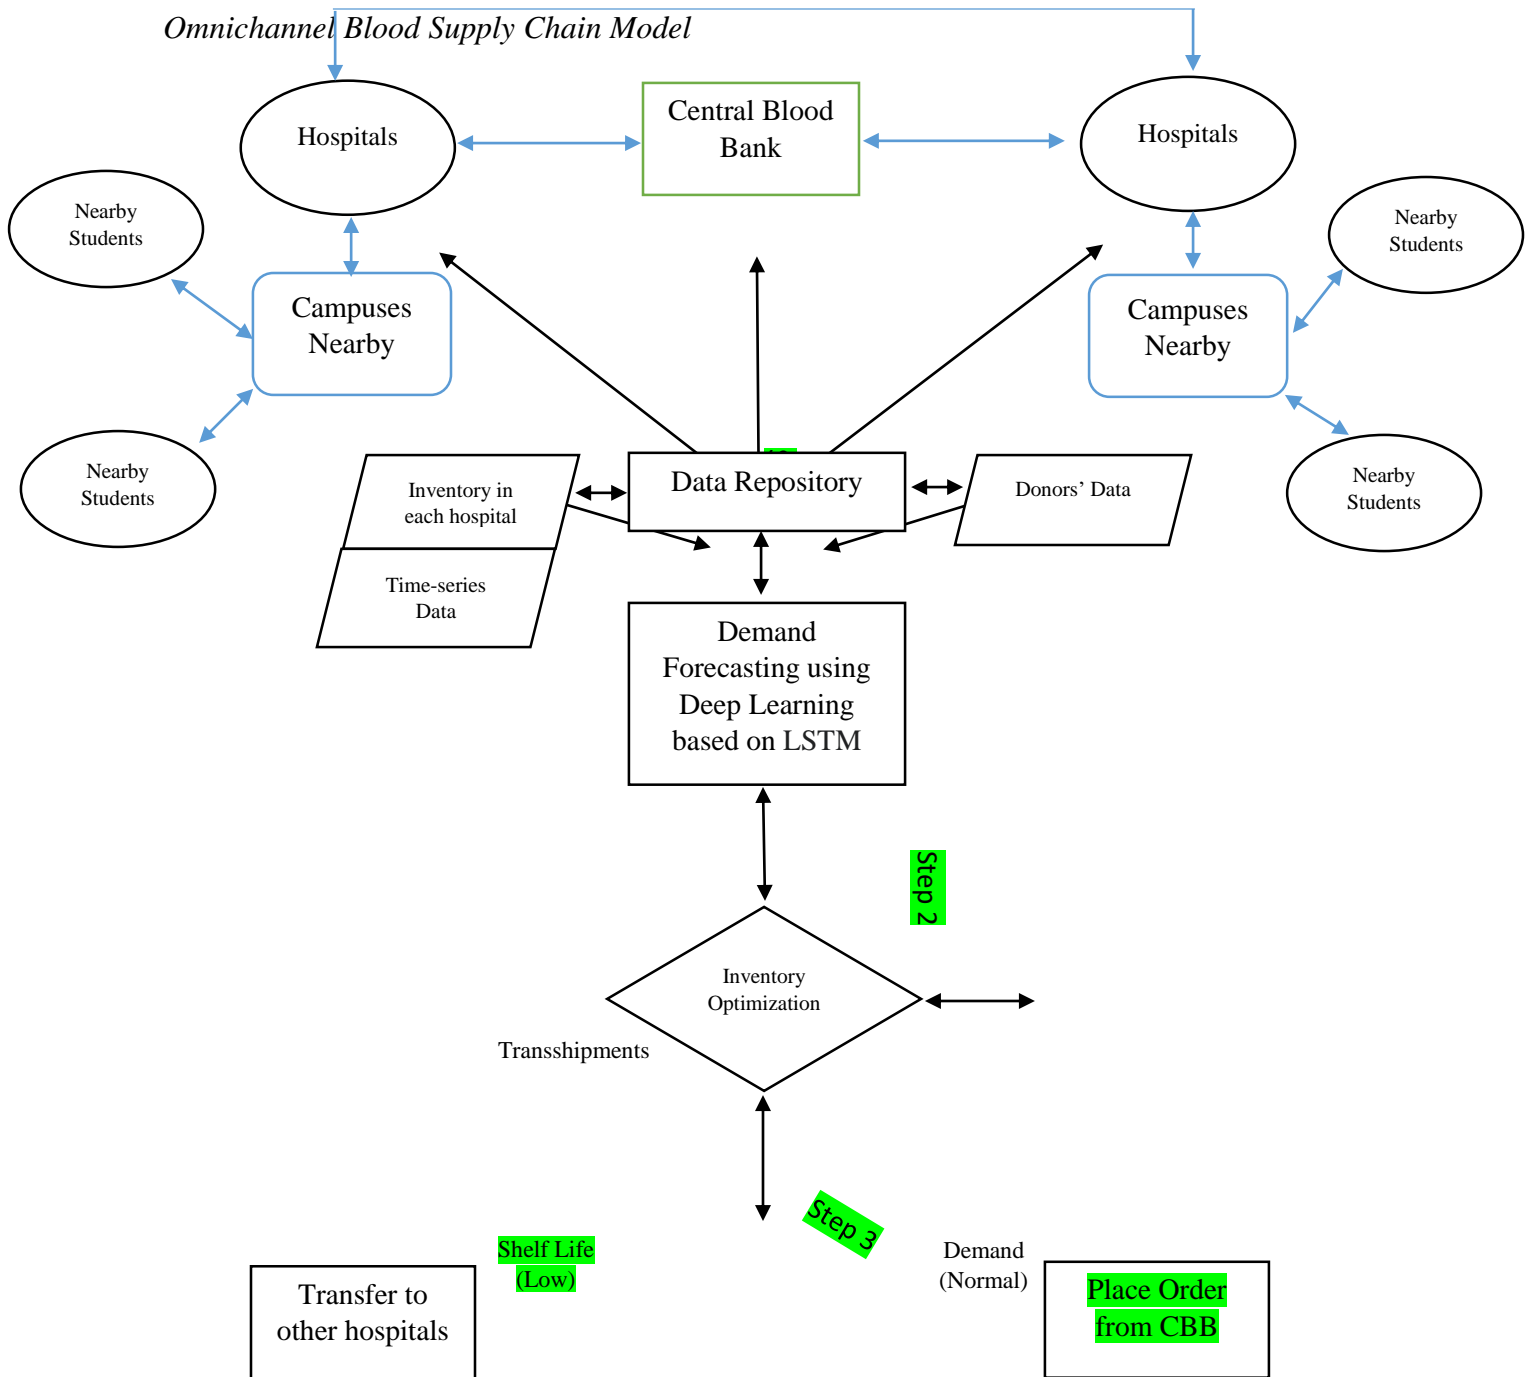 Omnichannel Blood Supply Chain Model
Hospitals
Central Blood
Bank
Hospitals
Nearby
Students
Nearby
Students
Campuses
Nearby
Campuses
Nearby
Nearby
Students
Inventory in
each hospital
Data Repository
Donors’ Data
Nearby
Students
Time-series
Data
Demand
Forecasting using
Deep Learning
based on LSTM
Step 2
Inventory
Optimization
Transshipments
Step 3
Shelf Life
(Low)
Demand
(Normal)
Transfer to
other hospitals
Place Order
from CBB